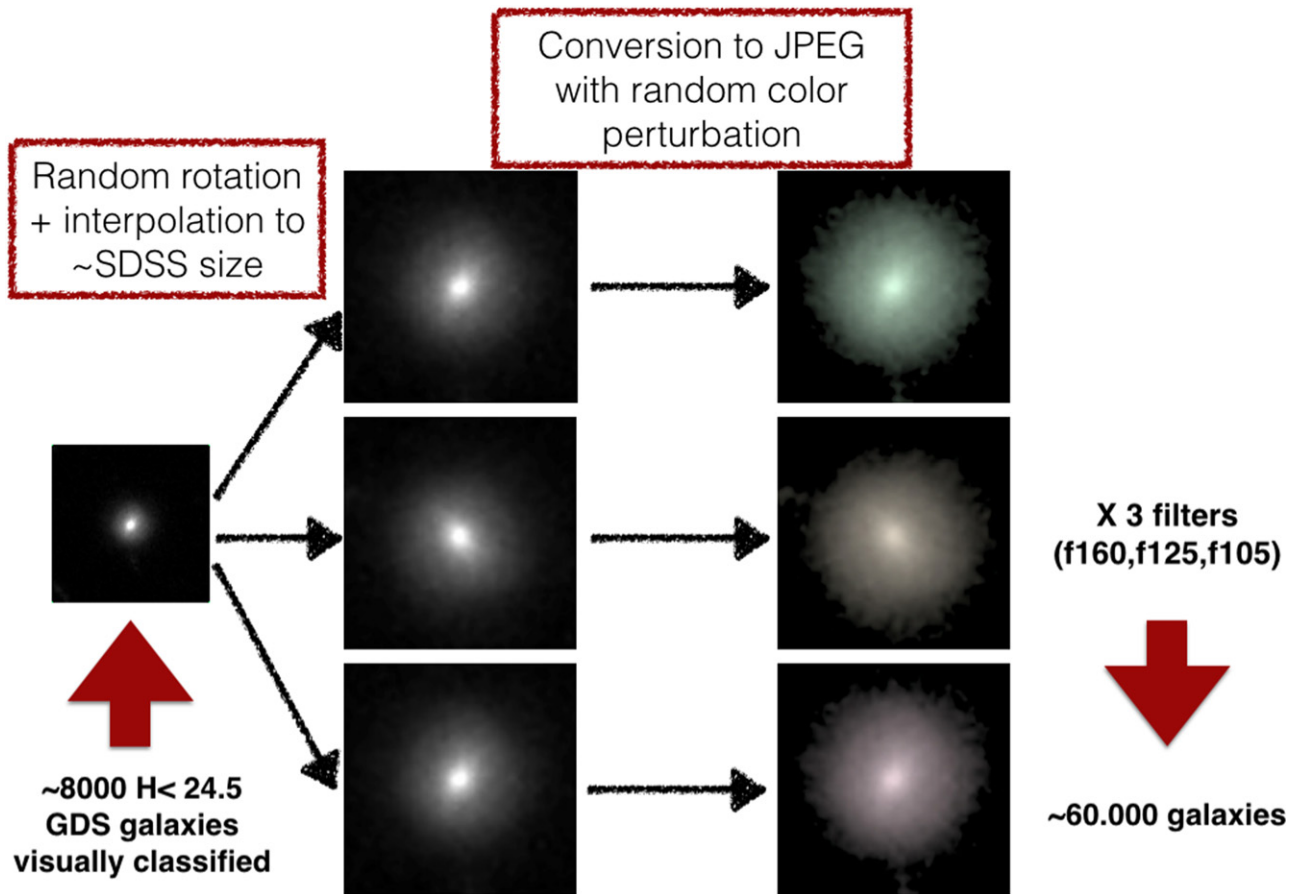 Conversion to JPEG
with random color
perturbation
Random rotation
+ interpolation to
~SDSS size
X 3 filters
(f160,f125,f105)
~8000 H< 24.5
GDS galaxies
visually classified
~60.000 galaxies